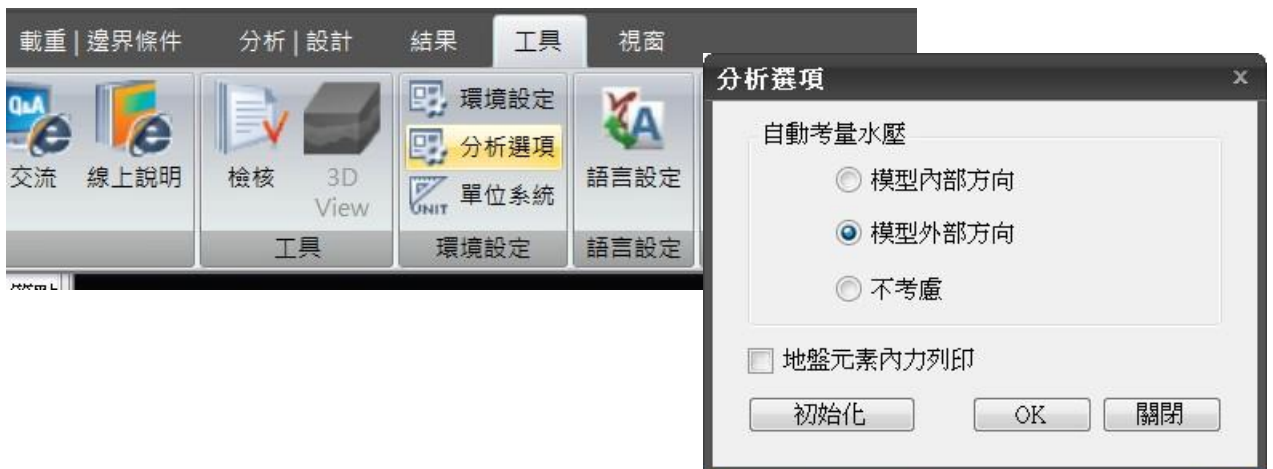 載重|邊界條件 分析|設計 結果 工具 視窗
Q&A
交流 線上說明 檢核 3D View
環境設定
分析選項
UNIT 單位系統
語言設定
工具 環境設定 語言設定
分析選項 x
自動考量水壓
模型內部方向
模型外部方向
不考慮
地盤元素內力列印
初始化 OK 關閉